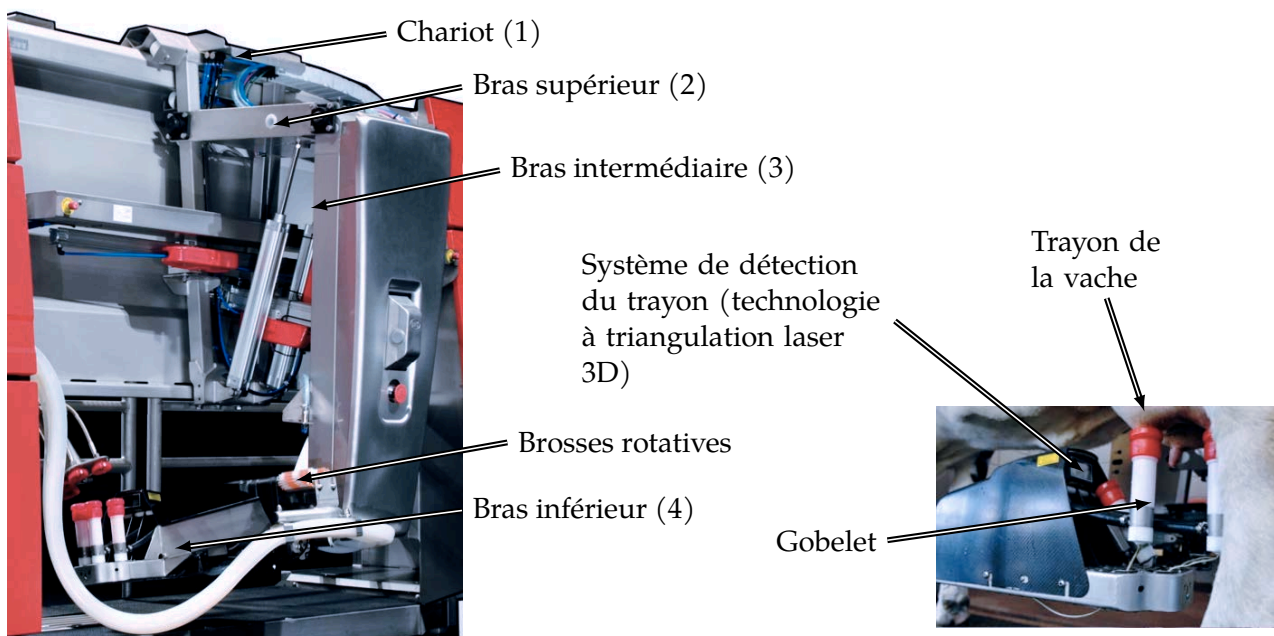 Chariot (1)
Bras supérieur (2)
Bras intermédiaire (3)
Système de détection
du trayon (technologie
à triangulation laser
3D)
Trayon de
la vache
Brosses rotatives
Bras inférieur (4)
Gobelet